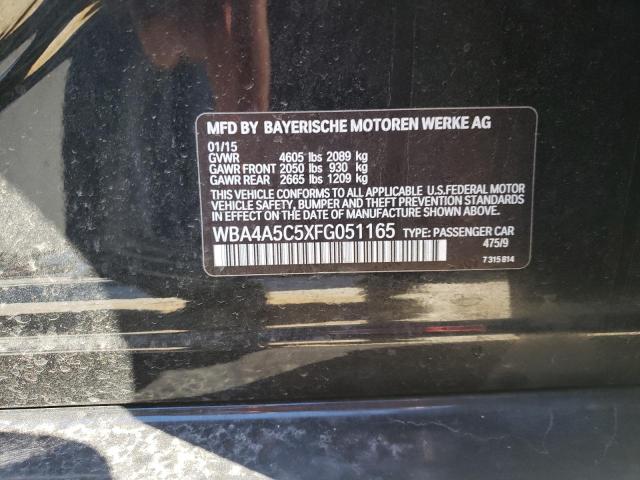 MFD BY BAYERISCHE MOTOREN WERKE AG
01/15
GVWR 4605 lbs 2089 kg
GAWR FRONT 2050 lbs 930 kg
GAWR REAR 2665 lbs 1209 kg
THIS VEHICLE CONFORMS TO ALL APPLICABLE U.S.FEDERAL MOTOR
VEHICLE SAFETY, BUMPER, AND THEFT PREVENTION STANDARDS
IN EFFECT ON THE DATE OF MANUFACTURE SHOWN ABOVE.
WBA4A5C5XFG051165 TYPE: PASSENGER CAR
475/9
7315814